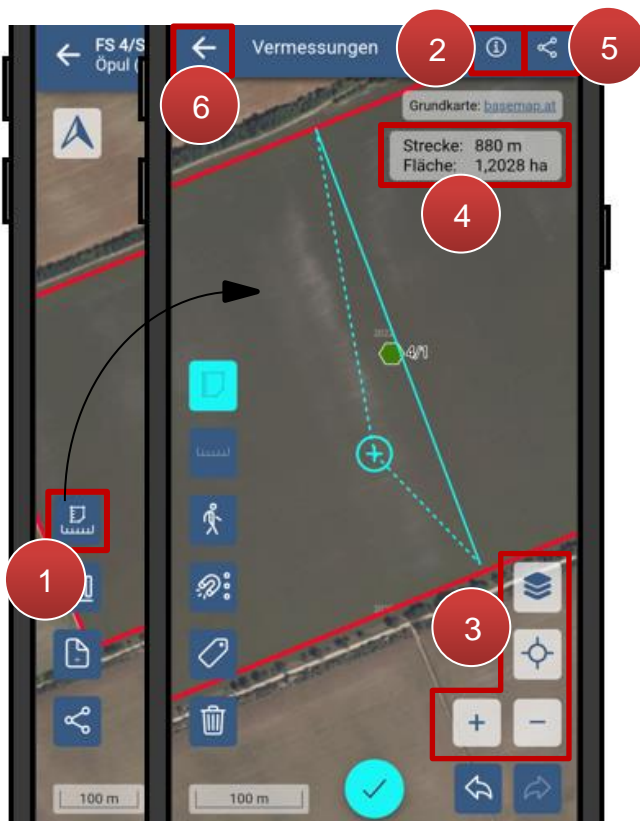 FS 4/S
Öpul (
Vermessungen
2
5
6
Grundkarte: basemap.at
Strecke: 880 m
Fläche: 1,2028 ha
4
4/1
1
3
+ −
100 m
100 m